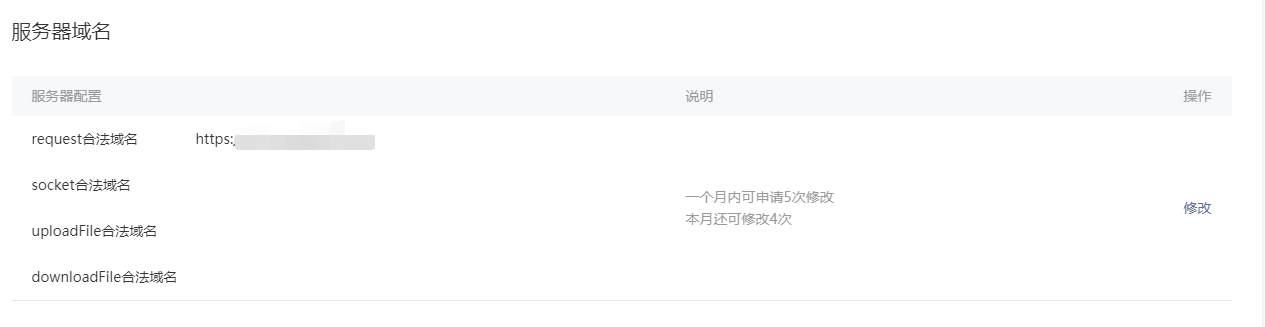 服务器域名
服务器配置 说明 操作
request合法域名 https:/
socket合法域名
一个月内可申请5次修改
本月还可修改4次
修改
uploadFile合法域名
downloadFile合法域名